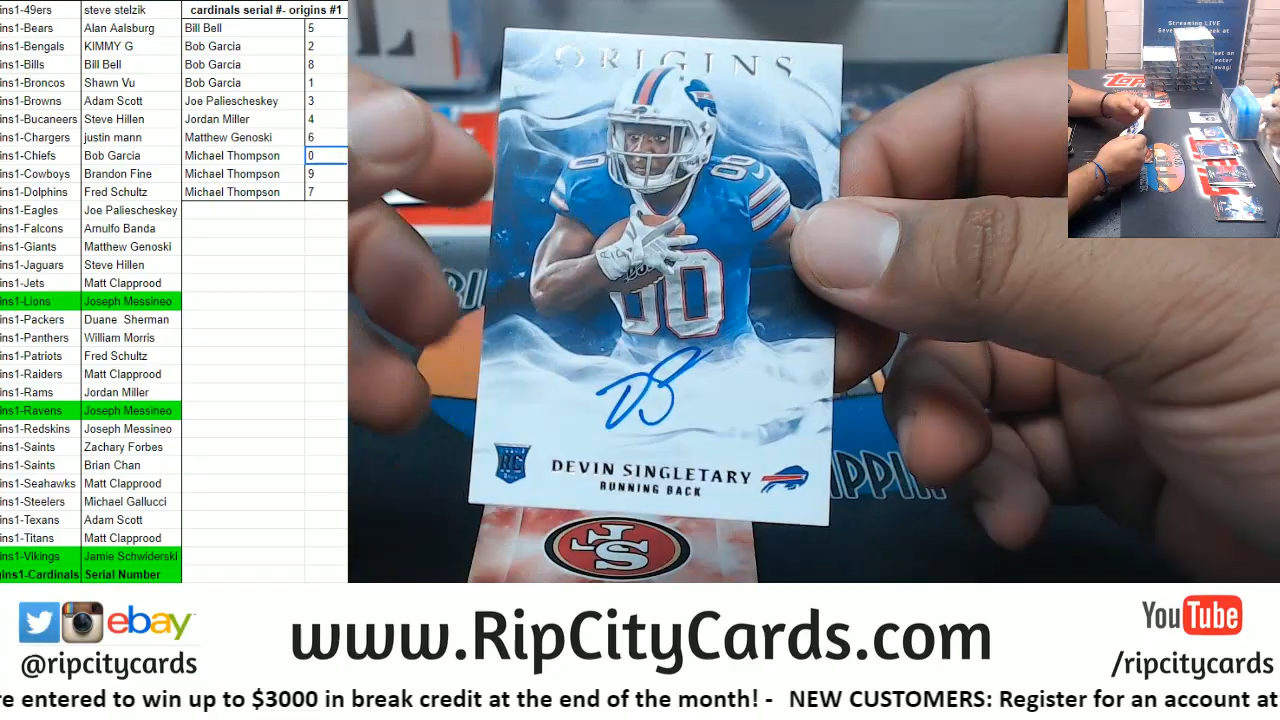 ins1-49ers steve stelzik cardinals serial #- origins #1
ins1-Bears Alan Aalsburg Bill Bell 5
ins1-Bengals KIMMY G Bob Garcia 2
ins1-Bills Bill Bell Bob Garcia 8
ins1-Broncos Shawn Vu Bob Garcia 1
ins1-Browns Adam Scott Joe Paliescheskey 3
ins1-Bucaneers Steve Hillen Jordan Miller 4
ins1-Chargers justin mann Matthew Genoski 6
ins1-Chiefs Bob Garcia Michael Thompson 0
ins1-Cowboys Brandon Fine Michael Thompson 9
ins1-Dolphins Fred Schultz Michael Thompson 7
ins1-Eagles Joe Paliescheskey
ins1-Falcons Arnulfo Banda
ins1-Giants Matthew Genoski
ins1-Jaguars Steve Hillen
ins1-Jets Matt Clapprood
ins1-Lions Joseph Messineo
ins1-Packers Duane Sherman
ins1-Panthers William Morris
ins1-Patriots Fred Schultz
ins1-Raiders Matt Clapprood
ins1-Rams Jordan Miller
ins1-Ravens Joseph Messineo
ins1-Redskins Joseph Messineo
ins1-Saints Zachary Forbes
ins1-Saints Brian Chan
ins1-Seahawks Matt Clapprood
ins1-Steelers Michael Gallucci
ins1-Texans Adam Scott
ins1-Titans Matt Clapprood
ins1-Vikings Jamie Schwiderski
gins1-Cardinals Serial Number
ORIGINS
00
00
DS
RC
DEVIN SINGLETARY
RUNNING BACK
SF
RIPPIN
Streaming LIVE
topps
ebay
@ripcitycards
www.RipCityCards.com
YouTube
/ripcitycards
re entered to win up to $3000 in break credit at the end of the month! - NEW CUSTOMERS: Register for an account at